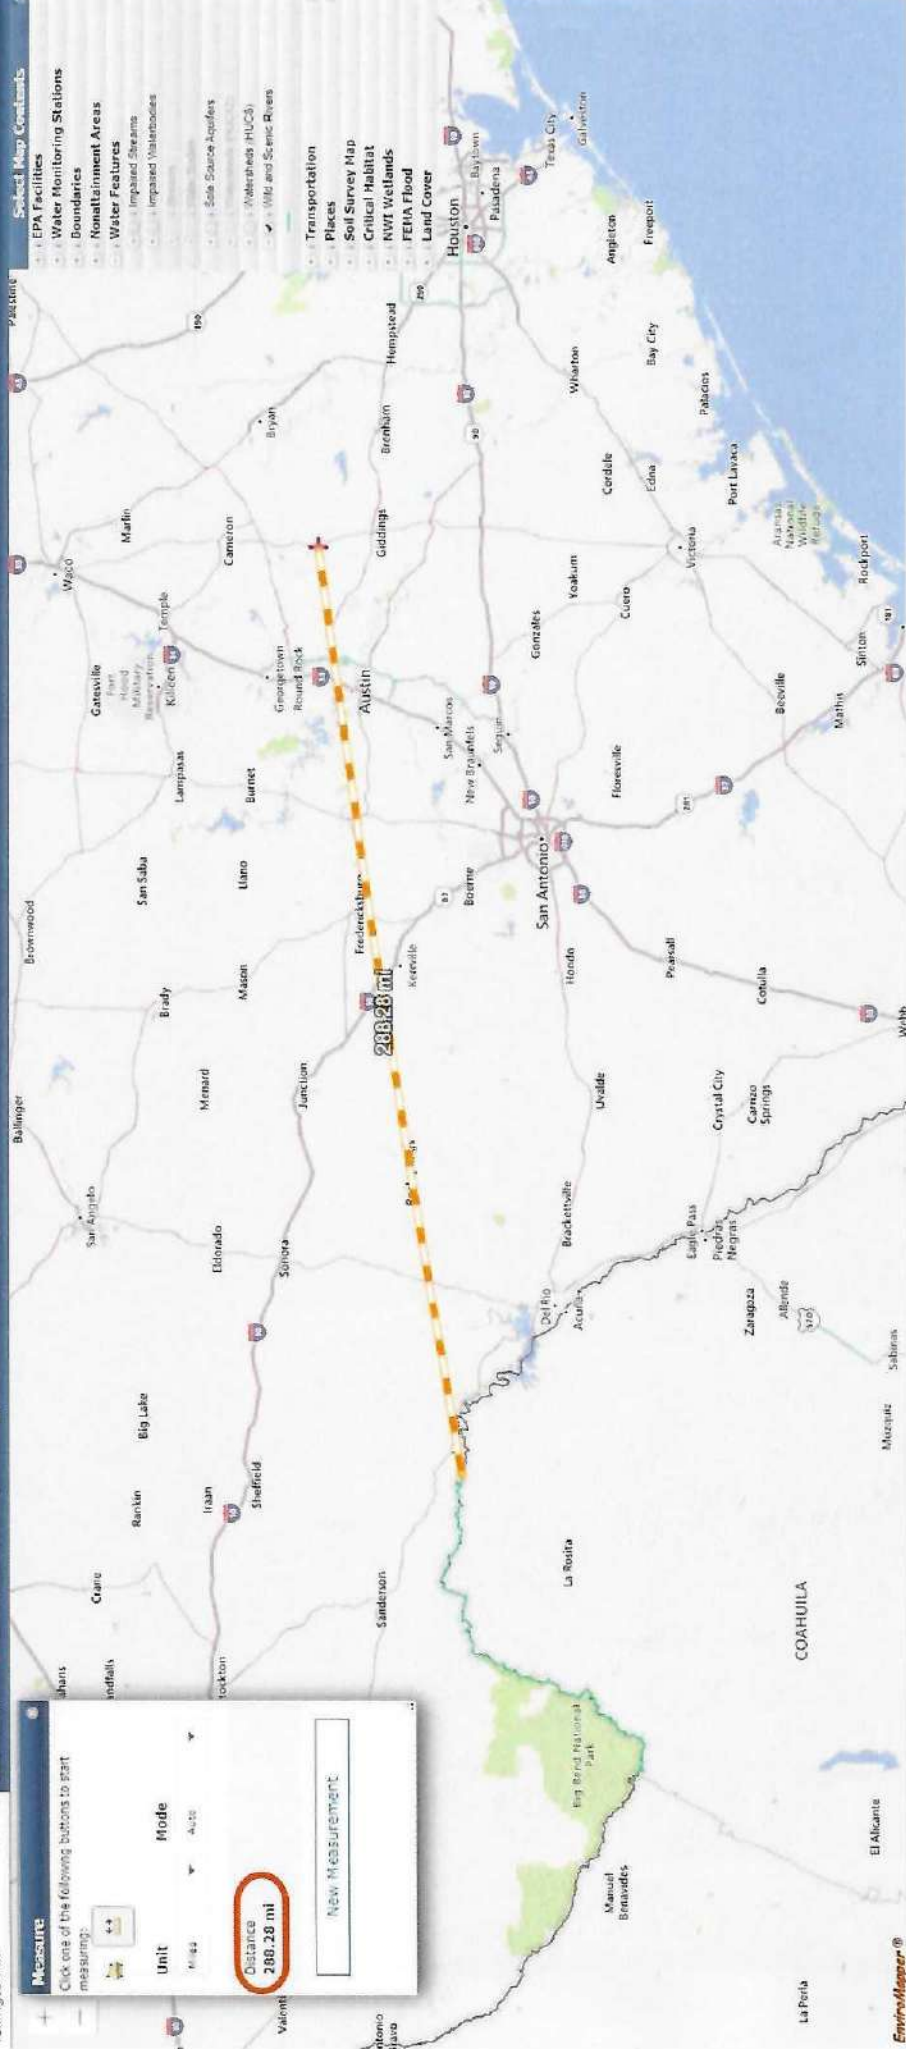 Measure
Click one of the following buttons to start
measuring:
Unit
Mode
Miles
Auto
Distance
288.28 mi
New Measurement
Select Map Contents
EPA Facilities
Water Monitoring Stations
Boundaries
Nonattainment Areas
Water Features
Impaired Streams
Impaired Waterbodies
Sole Source Aquifers
Watersheds (HUC8)
Wild and Scenic Rivers
Transportation
Places
Soil Survey Map
Critical Habitat
NWI Wetlands
FEMA Flood
Land Cover
Palestine
Ballinger
Brownwood
Waco
Marlin
Gatesville
Fort
Hood
Military
Reservation
Temple
Killeen
Cameron
Bryan
190
San Angelo
Brady
San Saba
Lampasas
Crane
Rankin
Big Lake
Eldorado
Menard
Mason
Llano
Burnet
Georgetown
Round Rock
Iraan
Sheffield
Sonora
Junction
Fredericksburg
Austin
Giddings
Brenham
Hempstead
290
Sanderson
288.28 mi
Kerrville
87
Boerne
San Marcos
New Braunfels
Seguin
90
Houston
Baytown
Pasadena
Texas City
Galveston
Del Rio
Acuña
Brackettville
Uvalde
Hondo
San Antonio
Gonzales
Yoakum
Cordele
Wharton
Angleton
Freeport
La Rosita
Big Bend National
Park
Floresville
Cuero
Edna
Bay City
Manuel
Benavides
Eagle Pass
Piedras
Negras
Crystal City
Pearsall
281
Victoria
Palacios
Port Lavaca
Zaragoza
Allende
Carrizo
Springs
Cotulla
Beeville
Aransas
National
Wildlife
Refuge
COAHUILA
Mathis
Sinton
Rockport
181
La Perla
El Alicante
Muzquiz
Sabinas
Webb
EnviroMapper®